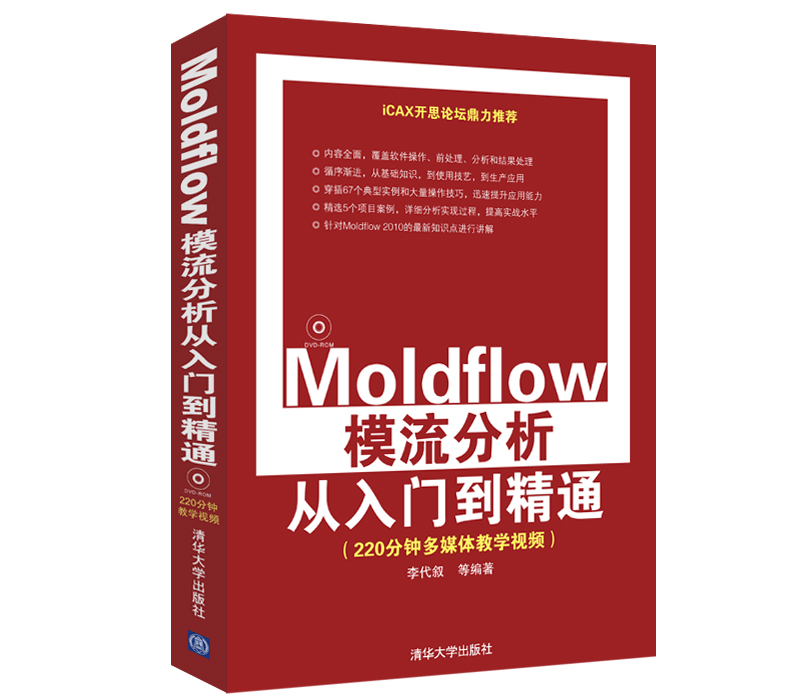 Moldflow模流分析从入门到精通
DVD-ROM
220分钟
教学视频
清华大学出版社
iCAX开思论坛鼎力推荐
内容全面，覆盖软件操作、前处理、分析和结果处理
循序渐进，从基础知识，到使用技艺，到生产应用
穿插67个典型实例和大量操作技巧，迅速提升应用能力
精选5个项目案例，详细分析实现过程，提高实战水平
针对Moldflow 2010的最新知识点进行讲解
DVD-ROM
Moldflow
模流分析
从入门到精通
（220分钟多媒体教学视频）
李代叙 等编著
清华大学出版社